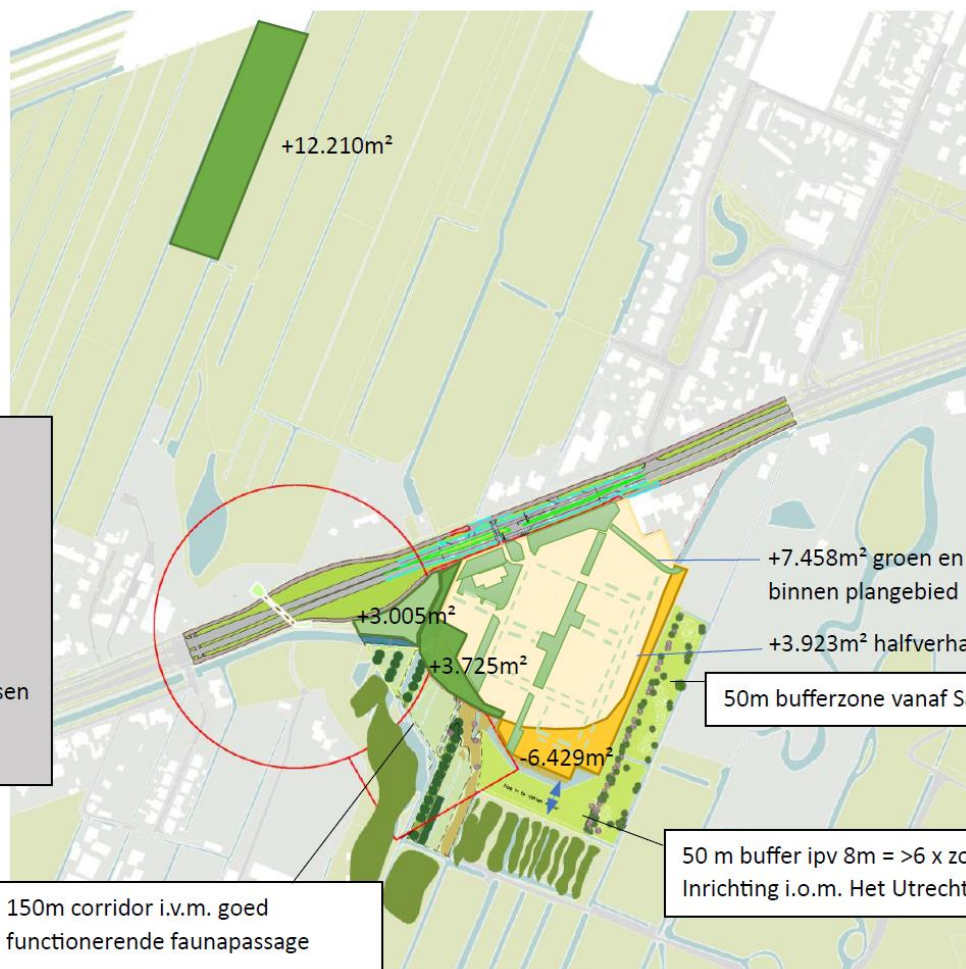 +12.210m²
+7.458m² groen en
binnen plangebied
+3.005m²
+3.923m² halfverha
+3.725m²
sen
50m bufferzone vanaf Sa
-6.429m²
50 m buffer ipv 8m = >6 x zo
Inrichting i.o.m. Het Utrecht
150m corridor i.v.m. goed
functionerende faunapassage